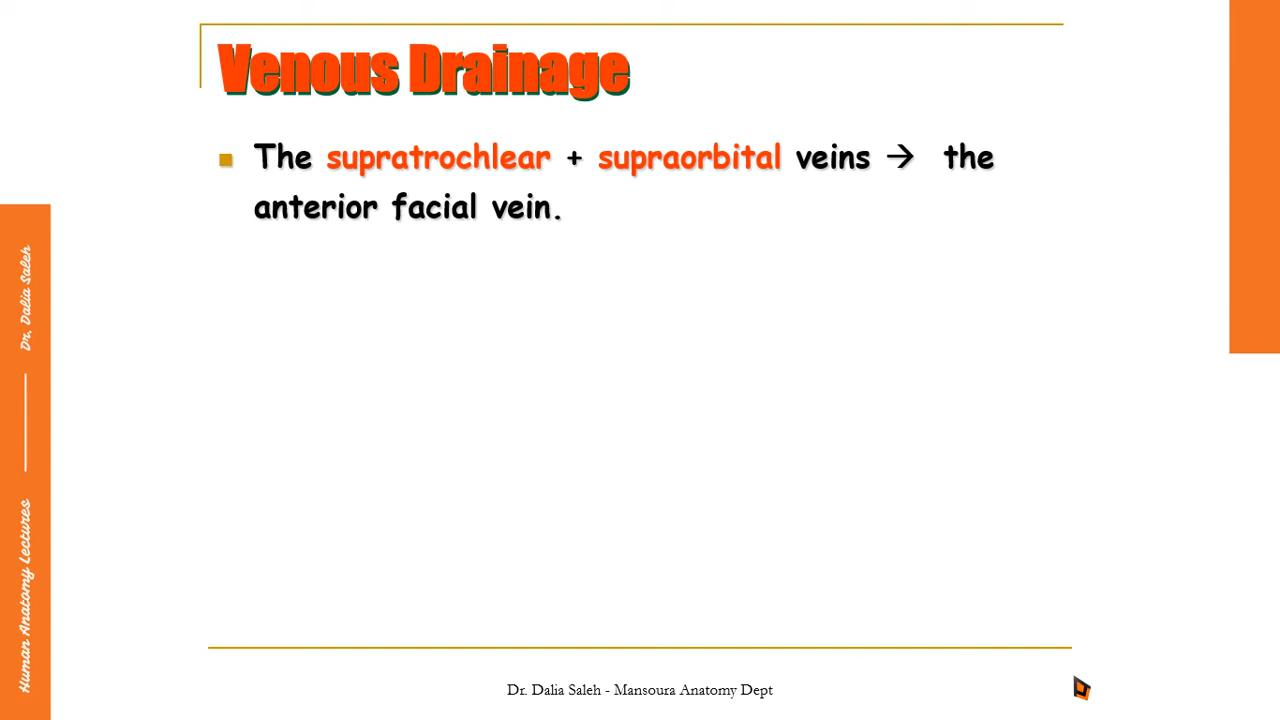 Venous Drainage
The supratrochlear + supraorbital veins → the
anterior facial vein.
Dr. Dalia Saleh
Human Anatomy Lectures
Dr. Dalia Saleh - Mansoura Anatomy Dept